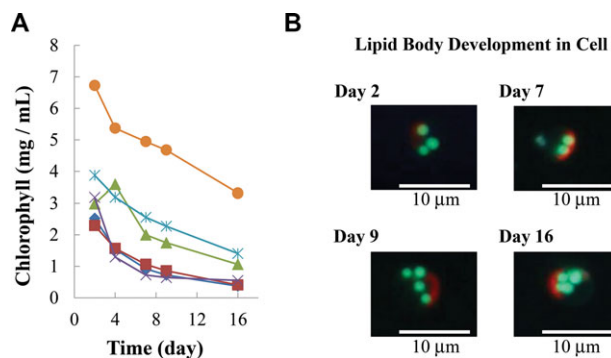 A
Chlorophyll (mg / mL)
8
7
6
5
4
3
2
1
0
0 4 8 12 16
Time (day)
B
Lipid Body Development in Cell
Day 2 Day 7
10 μm 10 μm
Day 9 Day 16
10 μm 10 μm